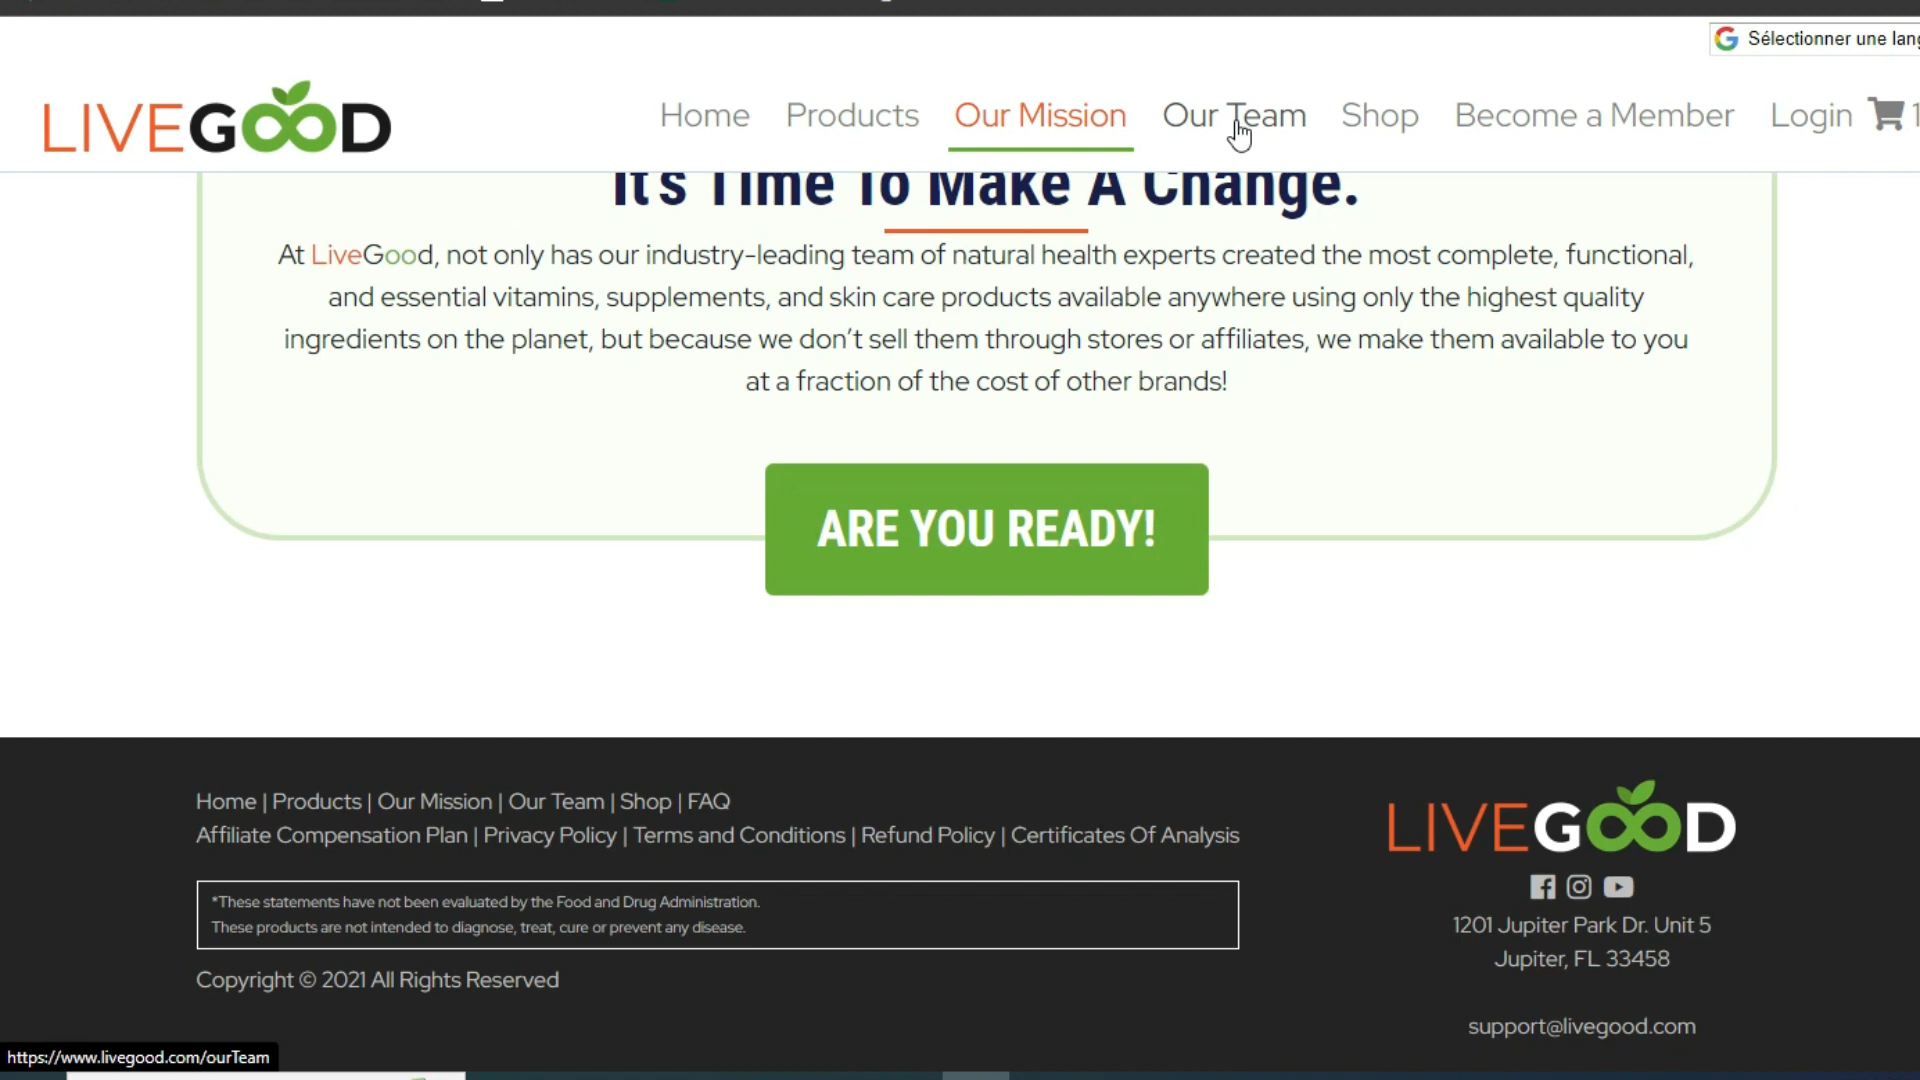 Sélectionner une lang
LIVEGOOD
Home Products Our Mission Our Team Shop Become a Member Login 1
It's Time To Make A Change.
At LiveGood, not only has our industry-leading team of natural health experts created the most complete, functional,
and essential vitamins, supplements, and skin care products available anywhere using only the highest quality
ingredients on the planet, but because we don't sell them through stores or affiliates, we make them available to you
at a fraction of the cost of other brands!
ARE YOU READY!
Home | Products | Our Mission | Our Team | Shop | FAQ
Affiliate Compensation Plan | Privacy Policy | Terms and Conditions | Refund Policy | Certificates Of Analysis
*These statements have not been evaluated by the Food and Drug Administration.
These products are not intended to diagnose, treat, cure or prevent any disease.
Copyright © 2021 All Rights Reserved
LIVEGOOD
1201 Jupiter Park Dr. Unit 5
Jupiter, FL 33458
support@livegood.com
https://www.livegood.com/ourTeam